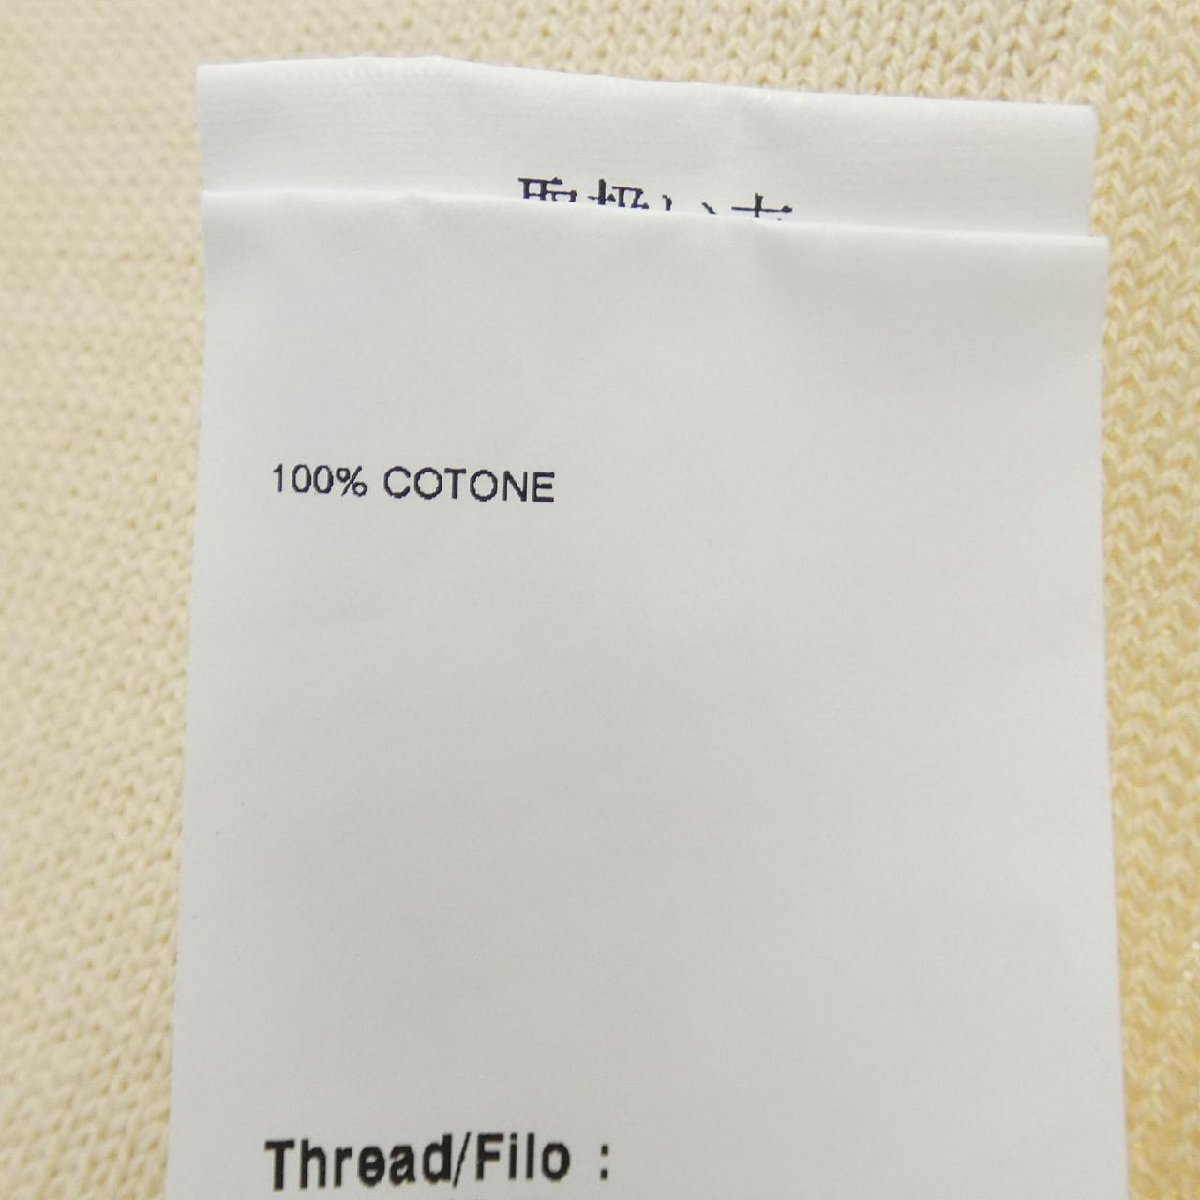 100% COTONE
Thread/Filo :